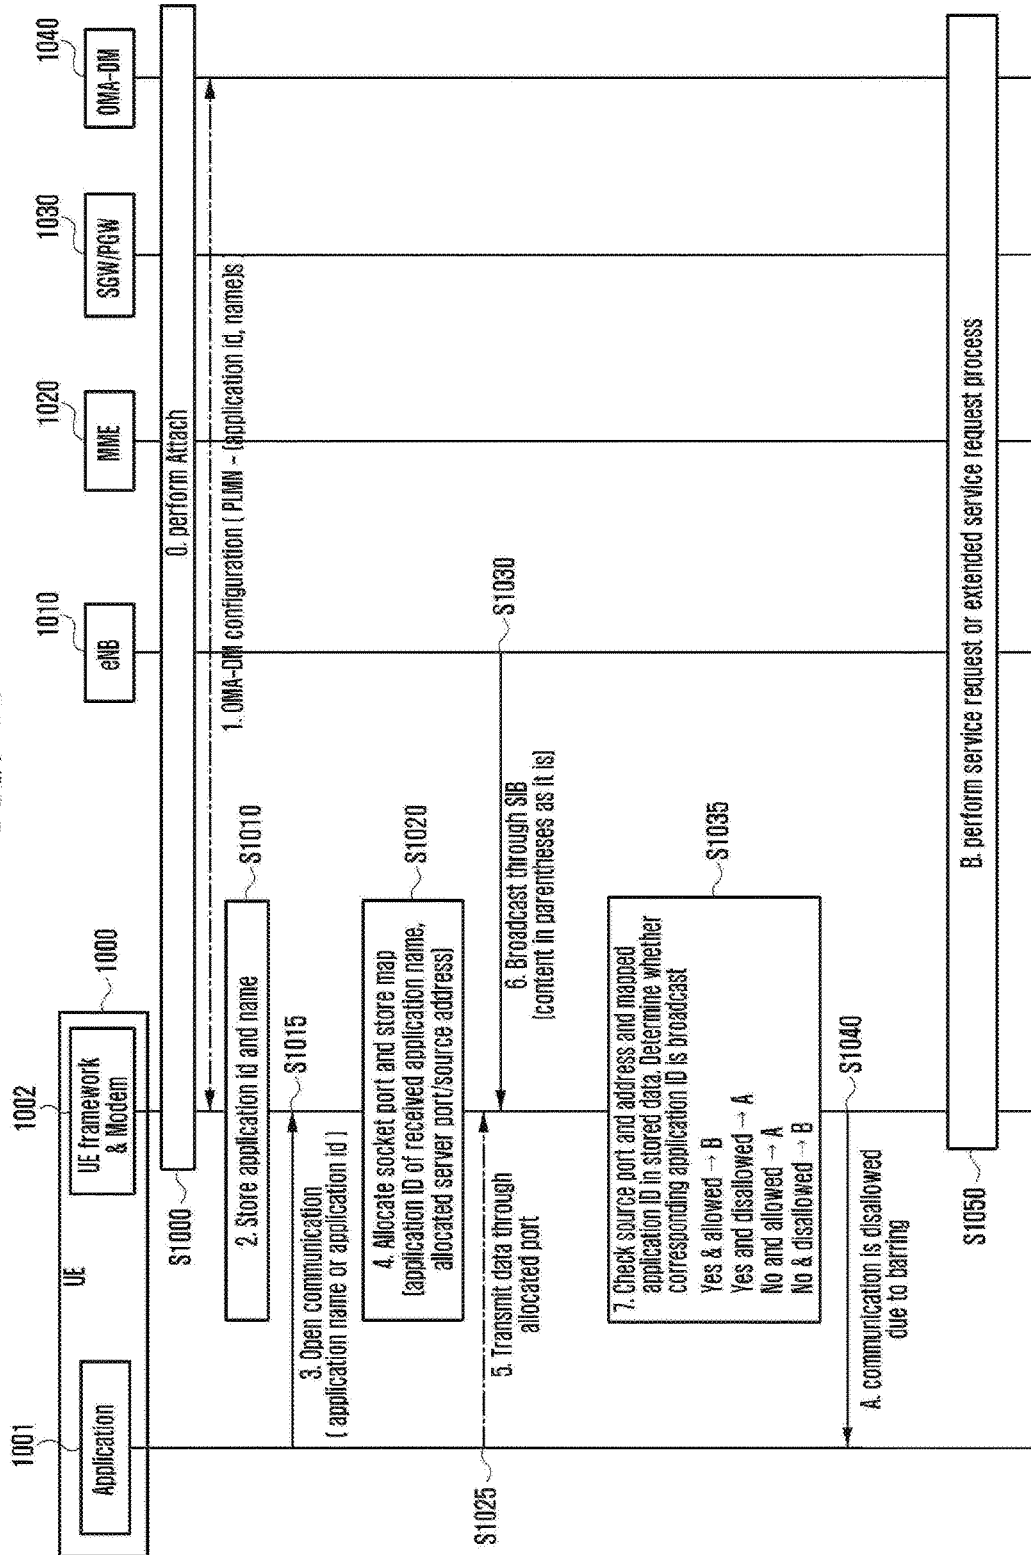 UE
1001
Application
1002
UE framework
& Modem
1000
1010
eNB
1020
MME
1030
SGW/PGW
1040
OMA-DM
S1000
0. perform Attach
1. OMA-DM configuration ( PLMN - (application id, name)s
2. Store application id and name
S1010
3. Open communication
( application name or application id )
S1015
4. Allocate socket port and store map
(application ID of received application name,
allocated server port/source address)
S1020
S1025
5. Transmit data through
allocated port
6. Broadcast through SIB
(content in parentheses as it is)
S1030
7. Check source port and address and mapped
application ID in stored data. Determine whether
corresponding application ID is broadcast
Yes & allowed → B
Yes and disallowed → A
No and allowed → A
No & disallowed → B
S1035
A. communication is disallowed
due to barring
S1040
S1050
B. perform service request or extended service request process